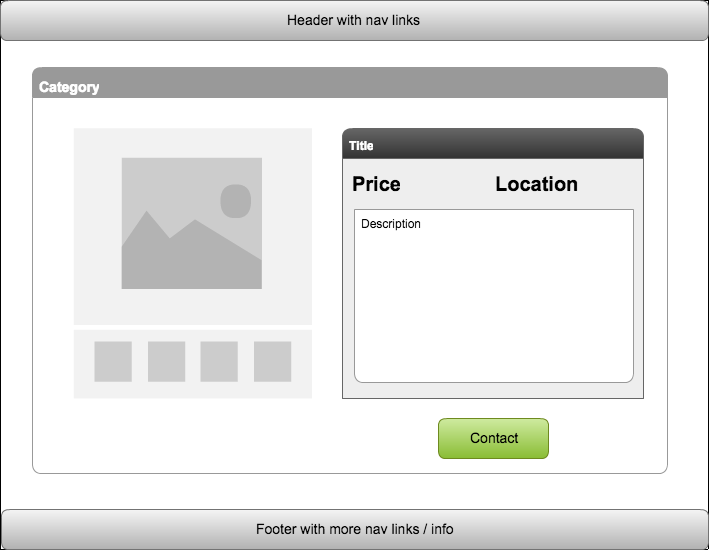 Header with nav links
Category
Title
Price
Location
Description
Contact
Footer with more nav links / info